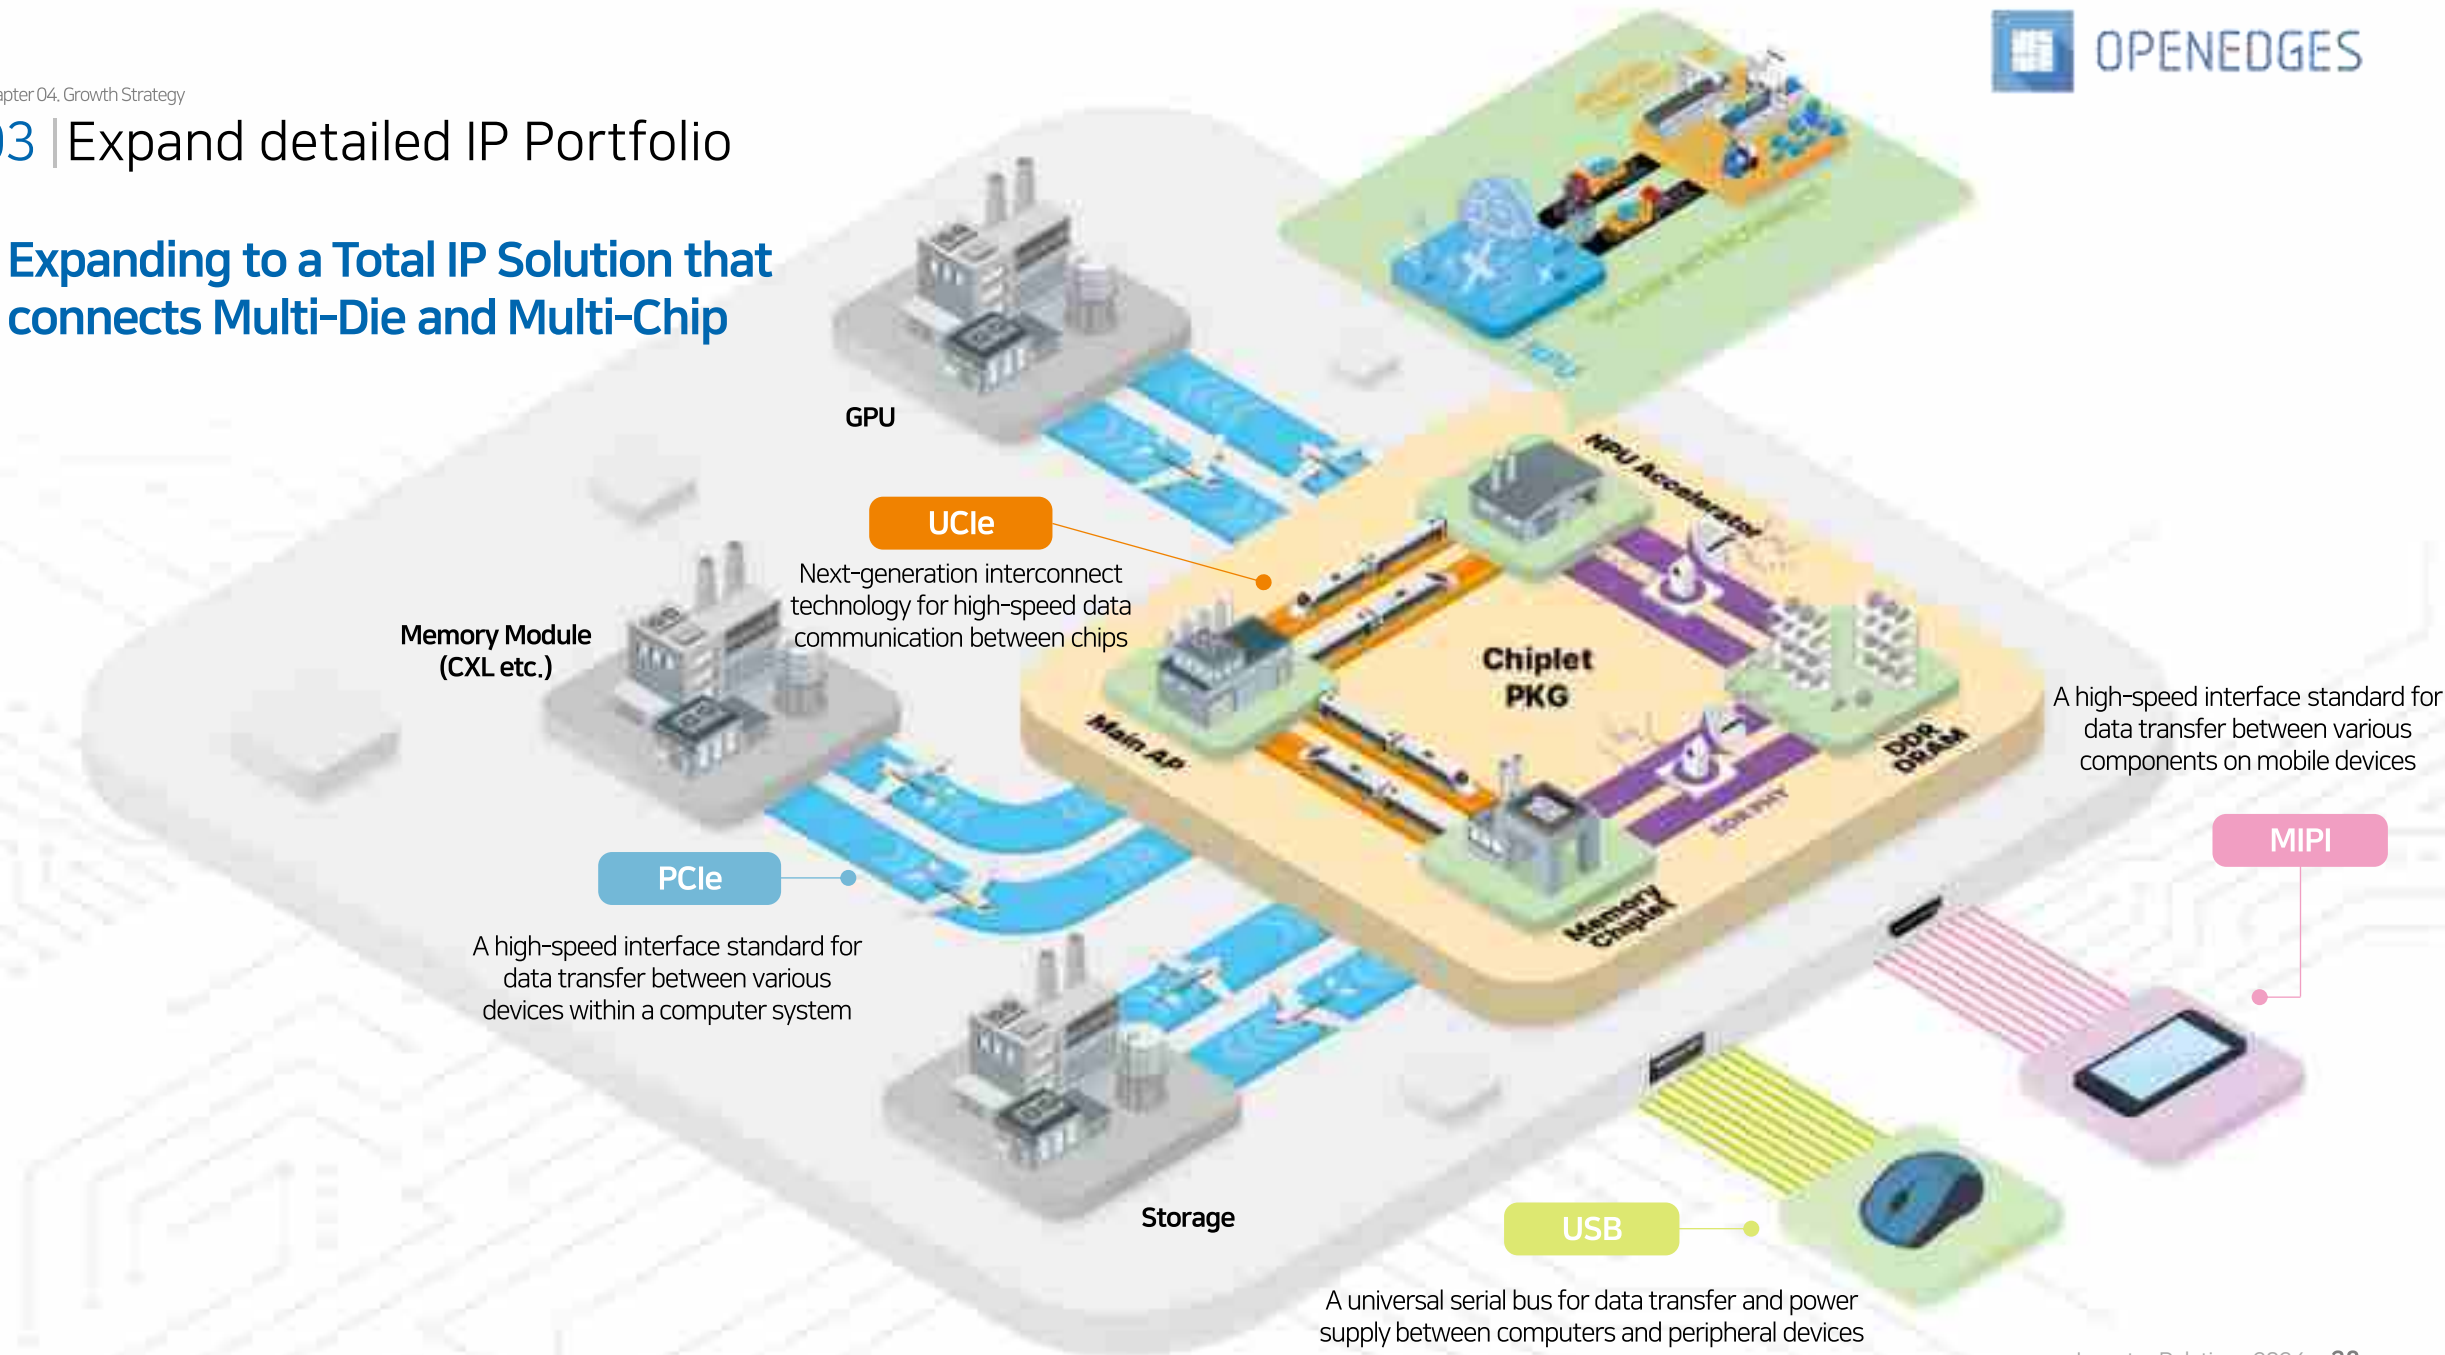 OPENEDGES
apter 04. Growth Strategy
03 | Expand detailed IP Portfolio
Expanding to a Total IP Solution that
connects Multi-Die and Multi-Chip
GPU
NPU
NPU Accelerator
UCIe
Next-generation interconnect
technology for high-speed data
communication between chips
Memory Module
(CXL etc.)
Chiplet
PKG
Main AP
DDR
DRAM
DDR PHY
Memory
Chiplet
A high-speed interface standard for
data transfer between various
components on mobile devices
MIPI
PCIe
A high-speed interface standard for
data transfer between various
devices within a computer system
Storage
USB
A universal serial bus for data transfer and power
supply between computers and peripheral devices